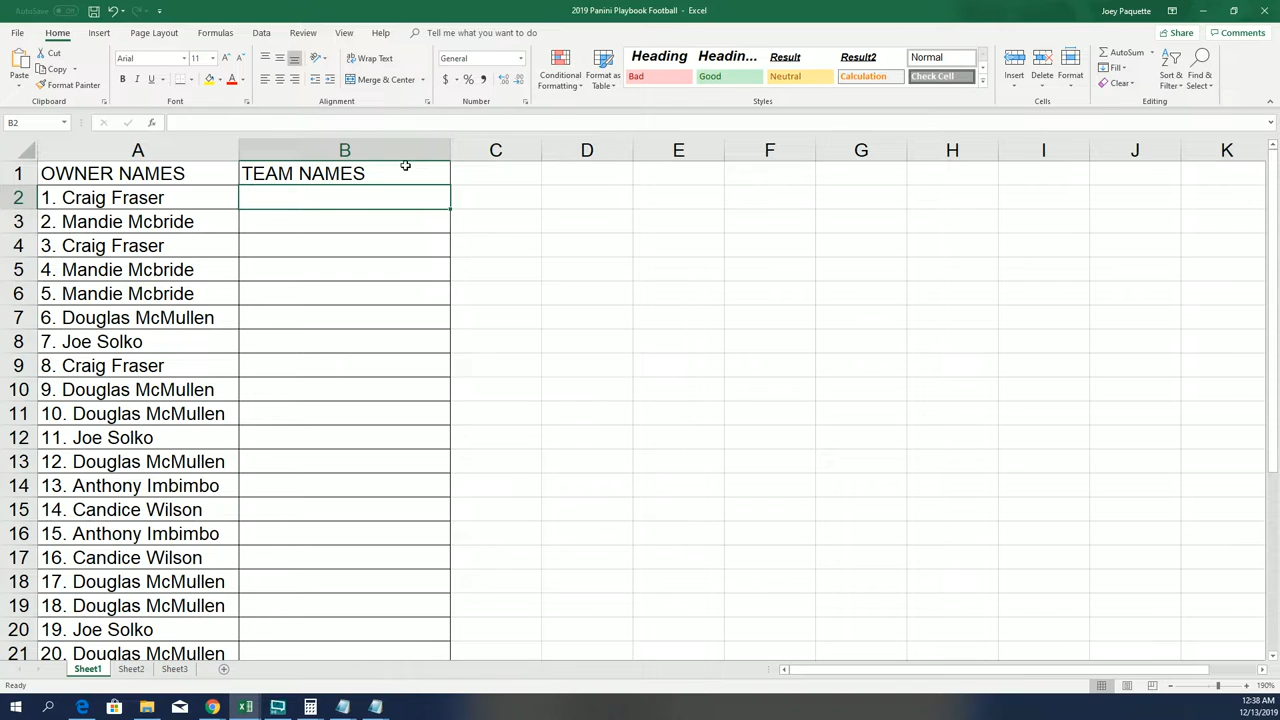 AutoSave Off
2019 Panini Playbook Football - Excel
Joey Paquette
File Home Insert Page Layout Formulas Data Review View Help Tell me what you want to do
Share Comments
Paste
Cut
Copy
Format Painter
Clipboard
Arial 11
B I U
Font
Wrap Text
Merge & Center
Alignment
General
$ % ,
Number
Conditional Formatting
Format as Table
Heading Headin... Result Result2 Normal
Bad Good Neutral Calculation Check Cell
Styles
Insert Delete Format
Cells
AutoSum
Fill
Clear
Sort & Filter
Find & Select
Editing
B2
fx
A B C D E F G H I J K
1 OWNER NAMES TEAM NAMES
2 1. Craig Fraser
3 2. Mandie Mcbride
4 3. Craig Fraser
5 4. Mandie Mcbride
6 5. Mandie Mcbride
7 6. Douglas McMullen
8 7. Joe Solko
9 8. Craig Fraser
10 9. Douglas McMullen
11 10. Douglas McMullen
12 11. Joe Solko
13 12. Douglas McMullen
14 13. Anthony Imbimbo
15 14. Candice Wilson
16 15. Anthony Imbimbo
17 16. Candice Wilson
18 17. Douglas McMullen
19 18. Douglas McMullen
20 19. Joe Solko
21 20. Douglas McMullen
Sheet1 Sheet2 Sheet3
Ready
190%
12:38 AM
12/13/2019